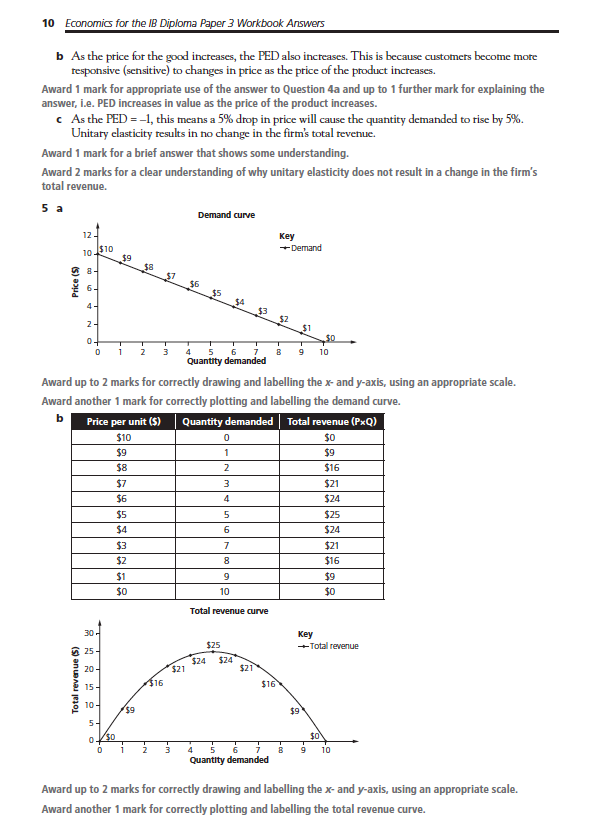 10 Economics for the IB Diploma Paper 3 Workbook Answers
b As the price for the good increases, the PED also increases. This is because customers become more
responsive (sensitive) to changes in price as the price of the product increases.
Award 1 mark for appropriate use of the answer to Question 4a and up to 1 further mark for explaining the
answer, i.e. PED increases in value as the price of the product increases.
c As the PED = –1, this means a 5% drop in price will cause the quantity demanded to rise by 5%.
Unitary elasticity results in no change in the firm's total revenue.
Award 1 mark for a brief answer that shows some understanding.
Award 2 marks for a clear understanding of why unitary elasticity does not result in a change in the firm's
total revenue.
5 a
Demand curve
Key
Demand
Price ($)
12
10
8
6
4
2
0
$10
$9
$8
$7
$6
$5
$4
$3
$2
$1
$0
0 1 2 3 4 5 6 7 8 9 10
Quantity demanded
Award up to 2 marks for correctly drawing and labelling the x- and y-axis, using an appropriate scale.
Award another 1 mark for correctly plotting and labelling the demand curve.
b
Price per unit ($) Quantity demanded Total revenue (P×Q)
$10 0 $0
$9 1 $9
$8 2 $16
$7 3 $21
$6 4 $24
$5 5 $25
$4 6 $24
$3 7 $21
$2 8 $16
$1 9 $9
$0 10 $0
Total revenue curve
Key
Total revenue
Total revenue ($)
30
25
20
15
10
5
0
$0
$9
$16
$21
$24
$25
$24
$21
$16
$9
$0
0 1 2 3 4 5 6 7 8 9 10
Quantity demanded
Award up to 2 marks for correctly drawing and labelling the x- and y-axis, using an appropriate scale.
Award another 1 mark for correctly plotting and labelling the total revenue curve.